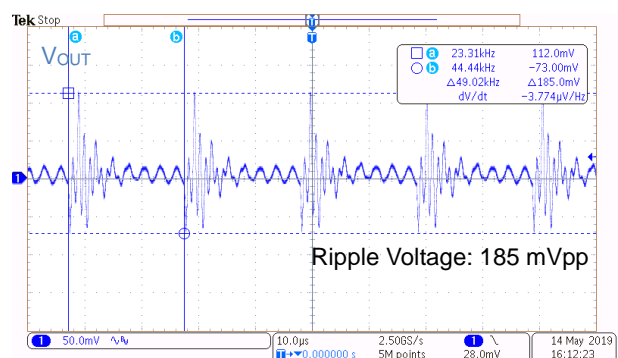 Tek Stop
T
a
b
T
VOUT
a 23.31kHz 112.0mV
b 44.44kHz −73.00mV
△49.02kHz △185.0mV
dV/dt −3.774µV/Hz
1
Ripple Voltage: 185 mVpp
1 50.0mV
10.0µs 2.50GS/s 1
T→▼0.000000 s 5M points 28.0mV
14 May 2019
16:12:23